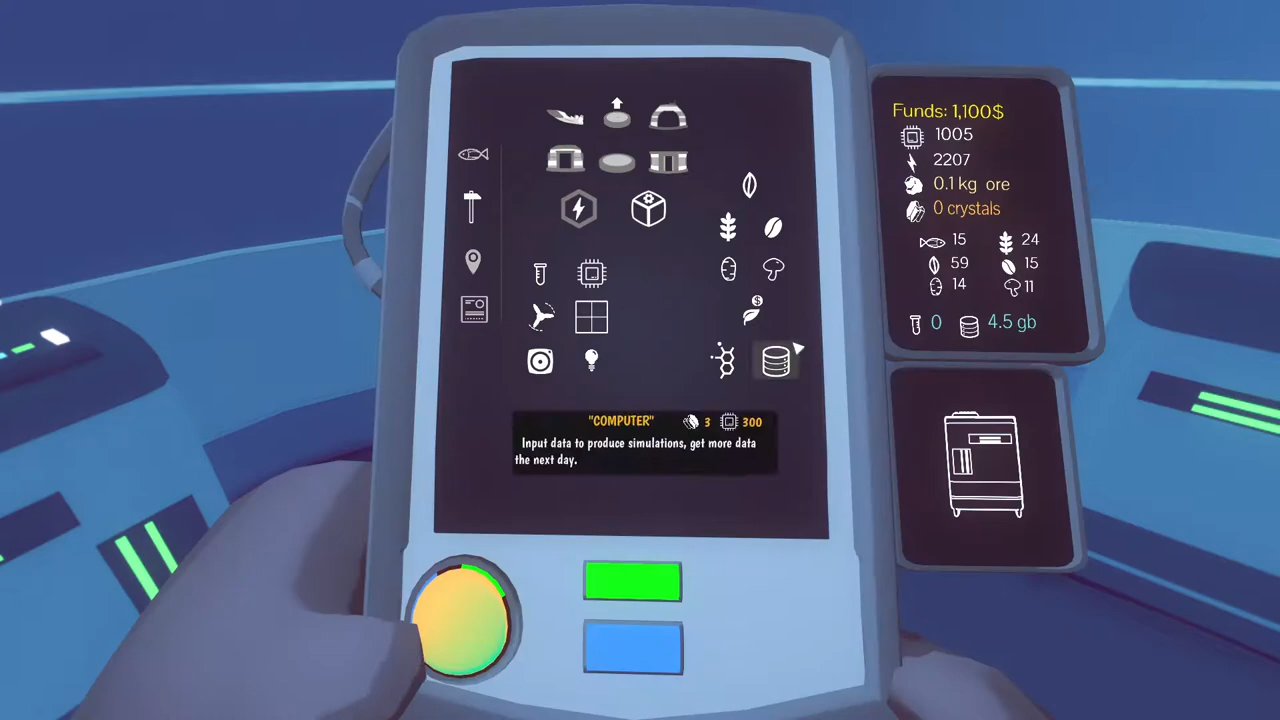 Funds: 1,100$
1005
2207
0.1 kg ore
0 crystals
15
24
59
15
14
11
0
4.5 gb
"COMPUTER"
3
300
Input data to produce simulations, get more data
the next day.